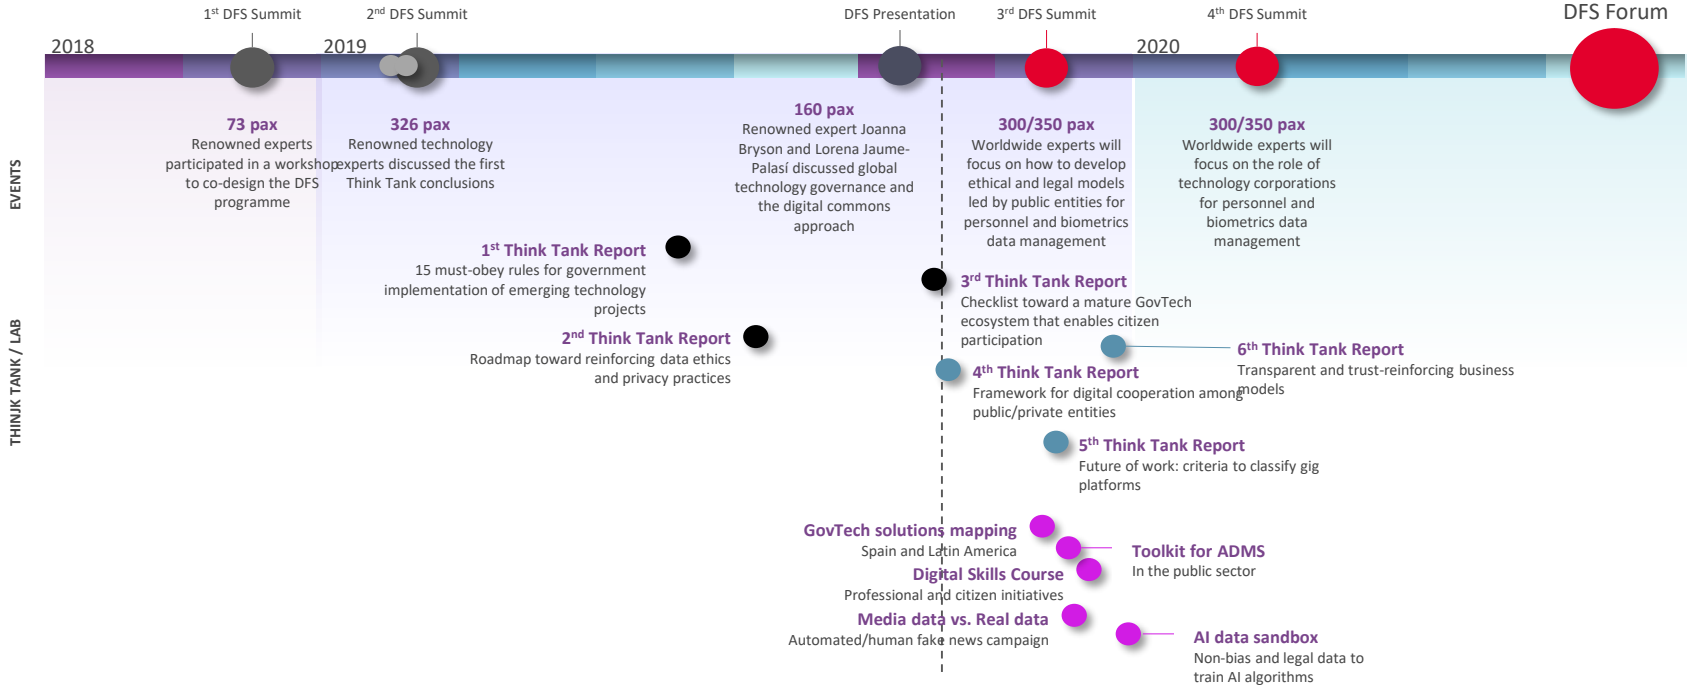 1st DFS Summit
2nd DFS Summit
DFS Presentation
3rd DFS Summit
4th DFS Summit
DFS Forum
2018
2019
2020
EVENTS
73 pax
Renowned experts
participated in a workshop
to co-design the DFS
programme
326 pax
Renowned technology
experts discussed the first
Think Tank conclusions
160 pax
Renowned expert Joanna
Bryson and Lorena Jaume-
Palasí discussed global
technology governance and
the digital commons
approach
300/350 pax
Worldwide experts will
focus on how to develop
ethical and legal models
led by public entities for
personnel and biometrics
data management
300/350 pax
Worldwide experts will
focus on the role of
technology corporations
for personnel and
biometrics data
management
THINJK TANK / LAB
1st Think Tank Report
15 must-obey rules for government
implementation of emerging technology
projects
2nd Think Tank Report
Roadmap toward reinforcing data ethics
and privacy practices
3rd Think Tank Report
Checklist toward a mature GovTech
ecosystem that enables citizen
participation
4th Think Tank Report
Framework for digital cooperation among
public/private entities
6th Think Tank Report
Transparent and trust-reinforcing business
models
5th Think Tank Report
Future of work: criteria to classify gig
platforms
GovTech solutions mapping
Spain and Latin America
Toolkit for ADMS
In the public sector
Digital Skills Course
Professional and citizen initiatives
Media data vs. Real data
Automated/human fake news campaign
AI data sandbox
Non-bias and legal data to
train AI algorithms